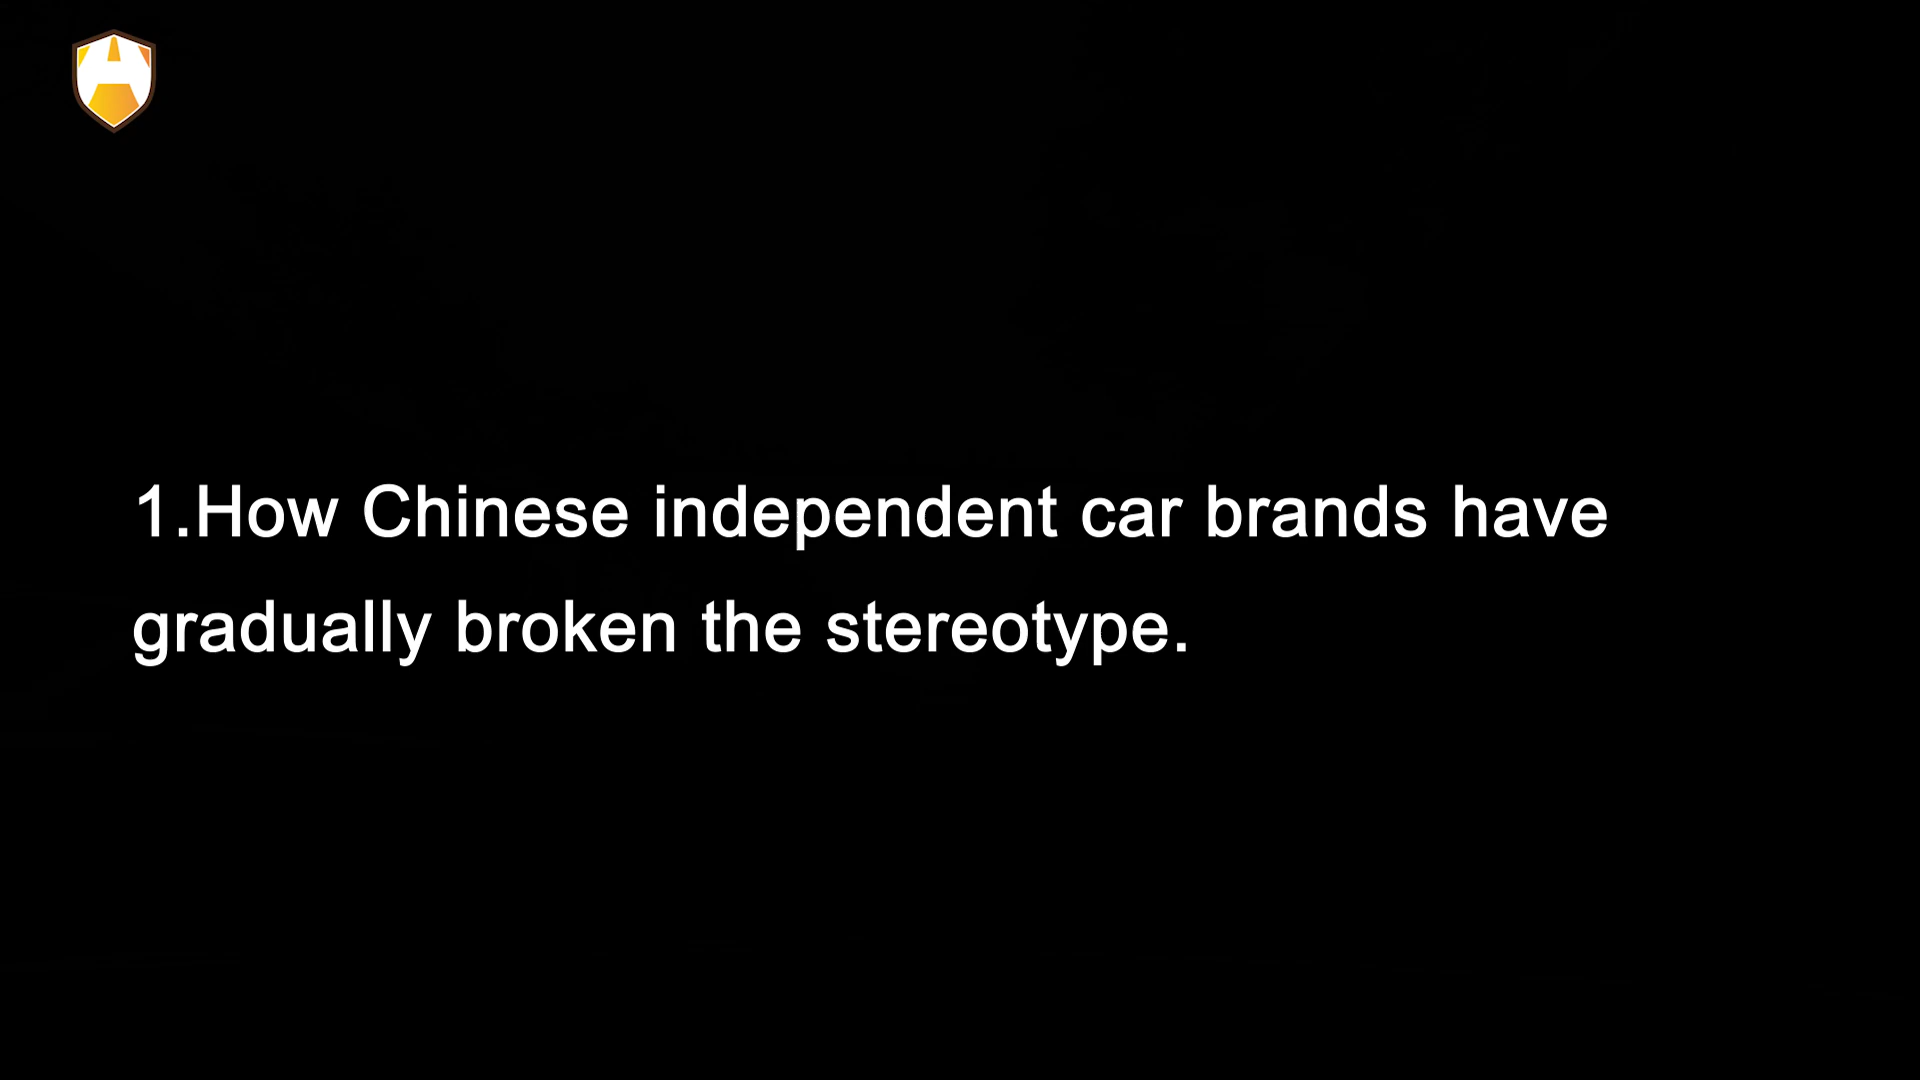 1.How Chinese independent car brands have
gradually broken the stereotype.